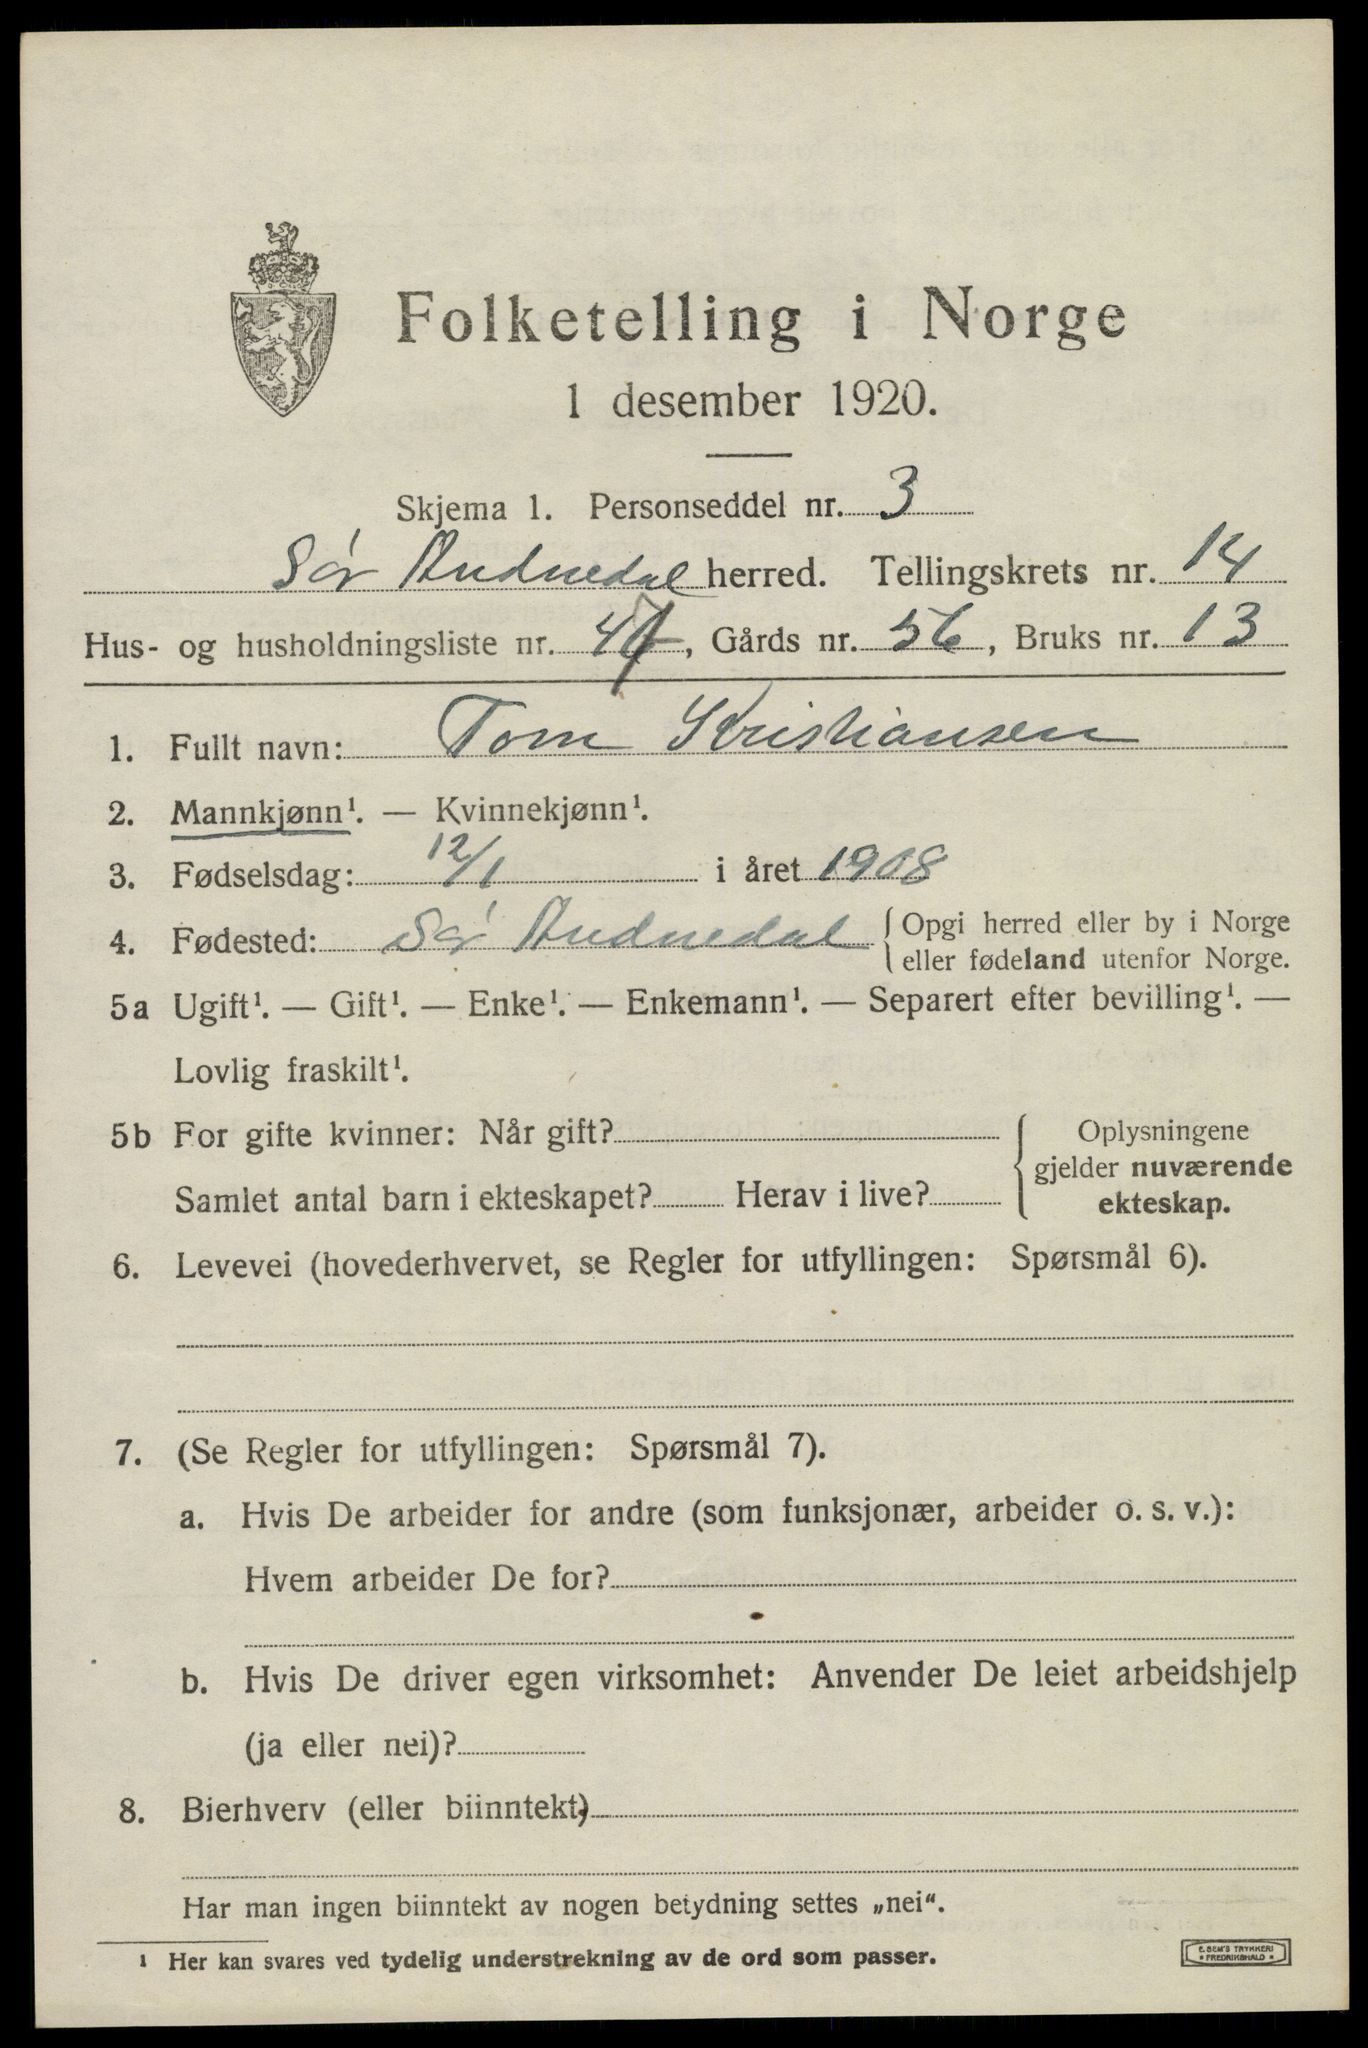 Folketelling i Norge
1 desember 1920.
Skjema 1. Personseddel nr. 3
Sør Audnedal herred. Tellingskrets nr. 14
Hus- og husholdningsliste nr. 47, Gårds nr. 56, Bruks nr. 13
1. Fullt navn: Tom Kristiansen
2. Mannkjønn¹. — Kvinnekjønn¹.
3. Fødselsdag: 12/1 i året 1908
4. Fødested: Sør Audnedal {Opgi herred eller by i Norge
eller fødeland utenfor Norge.
5a Ugift¹. — Gift¹. — Enke¹. — Enkemann¹. — Separert efter bevilling¹. —
Lovlig fraskilt¹.
5b For gifte kvinner: Når gift?
Samlet antal barn i ekteskapet? Herav i live?
{Oplysningene
gjelder nuværende
ekteskap.
6. Levevei (hovederhvervet, se Regler for utfyllingen: Spørsmål 6).
7. (Se Regler for utfyllingen: Spørsmål 7).
a. Hvis De arbeider for andre (som funksjonær, arbeider o. s. v.):
Hvem arbeider De for?
b. Hvis De driver egen virksomhet: Anvender De leiet arbeidshjelp
(ja eller nei)?
8. Bierhverv (eller biinntekt)
Har man ingen biinntekt av nogen betydning settes „nei“.
¹ Her kan svares ved tydelig understrekning av de ord som passer.
E. SEM'S TRYKKERI
FREDRIKSHALD